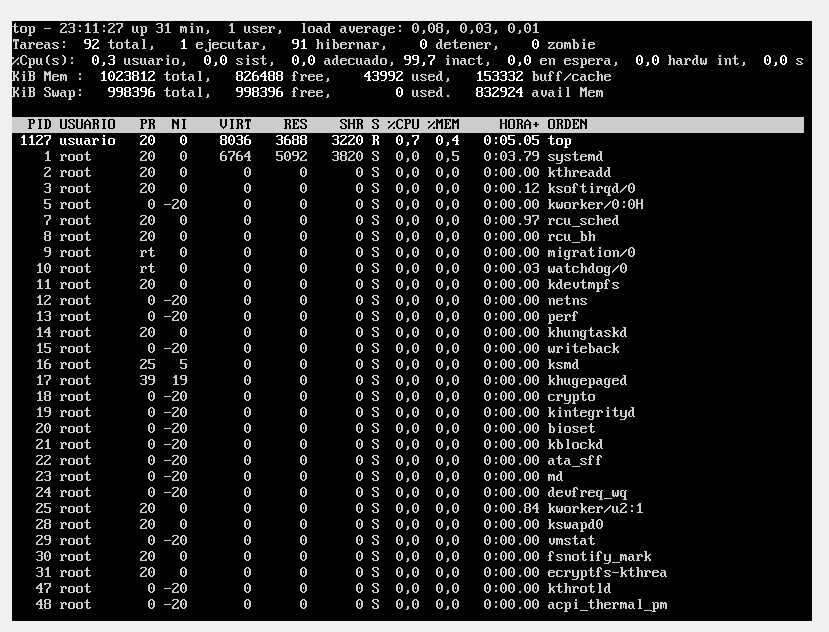 top - 23:11:27 up 31 min,  1 user,  load average: 0,08, 0,03, 0,01
Tareas:  92 total,   1 ejecutar,   91 hibernar,    0 detener,    0 zombie
%Cpu(s):  0,3 usuario,  0,0 sist,  0,0 adecuado, 99,7 inact,  0,0 en espera,  0,0 hardw int,  0,0 s
KiB Mem :  1023812 total,   826488 free,    43992 used,   153332 buff/cache
KiB Swap:   998396 total,   998396 free,        0 used.   832924 avail Mem
PID USUARIO   PR  NI    VIRT    RES    SHR S %CPU %MEM     HORA+ ORDEN
1127 usuario   20   0    8036   3688   3220 R  0,7  0,4   0:05.05 top
1 root      20   0    6764   5092   3820 S  0,0  0,5   0:03.79 systemd
2 root      20   0       0      0      0 S  0,0  0,0   0:00.00 kthreadd
3 root      20   0       0      0      0 S  0,0  0,0   0:00.12 ksoftirqd/0
5 root       0 -20       0      0      0 S  0,0  0,0   0:00.00 kworker/0:0H
7 root      20   0       0      0      0 S  0,0  0,0   0:00.97 rcu_sched
8 root      20   0       0      0      0 S  0,0  0,0   0:00.00 rcu_bh
9 root      rt   0       0      0      0 S  0,0  0,0   0:00.00 migration/0
10 root      rt   0       0      0      0 S  0,0  0,0   0:00.03 watchdog/0
11 root      20   0       0      0      0 S  0,0  0,0   0:00.00 kdevtmpfs
12 root       0 -20       0      0      0 S  0,0  0,0   0:00.00 netns
13 root       0 -20       0      0      0 S  0,0  0,0   0:00.00 perf
14 root      20   0       0      0      0 S  0,0  0,0   0:00.00 khungtaskd
15 root       0 -20       0      0      0 S  0,0  0,0   0:00.00 writeback
16 root      25   5       0      0      0 S  0,0  0,0   0:00.00 ksmd
17 root      39  19       0      0      0 S  0,0  0,0   0:00.00 khugepaged
18 root       0 -20       0      0      0 S  0,0  0,0   0:00.00 crypto
19 root       0 -20       0      0      0 S  0,0  0,0   0:00.00 kintegrityd
20 root       0 -20       0      0      0 S  0,0  0,0   0:00.00 bioset
21 root       0 -20       0      0      0 S  0,0  0,0   0:00.00 kblockd
22 root       0 -20       0      0      0 S  0,0  0,0   0:00.00 ata_sff
23 root       0 -20       0      0      0 S  0,0  0,0   0:00.00 md
24 root       0 -20       0      0      0 S  0,0  0,0   0:00.00 devfreq_wq
25 root      20   0       0      0      0 S  0,0  0,0   0:00.84 kworker/u2:1
28 root      20   0       0      0      0 S  0,0  0,0   0:00.00 kswapd0
29 root       0 -20       0      0      0 S  0,0  0,0   0:00.00 vmstat
30 root      20   0       0      0      0 S  0,0  0,0   0:00.00 fsnotify_mark
31 root      20   0       0      0      0 S  0,0  0,0   0:00.00 ecryptfs-kthrea
47 root       0 -20       0      0      0 S  0,0  0,0   0:00.00 kthrotld
48 root       0 -20       0      0      0 S  0,0  0,0   0:00.00 acpi_thermal_pm